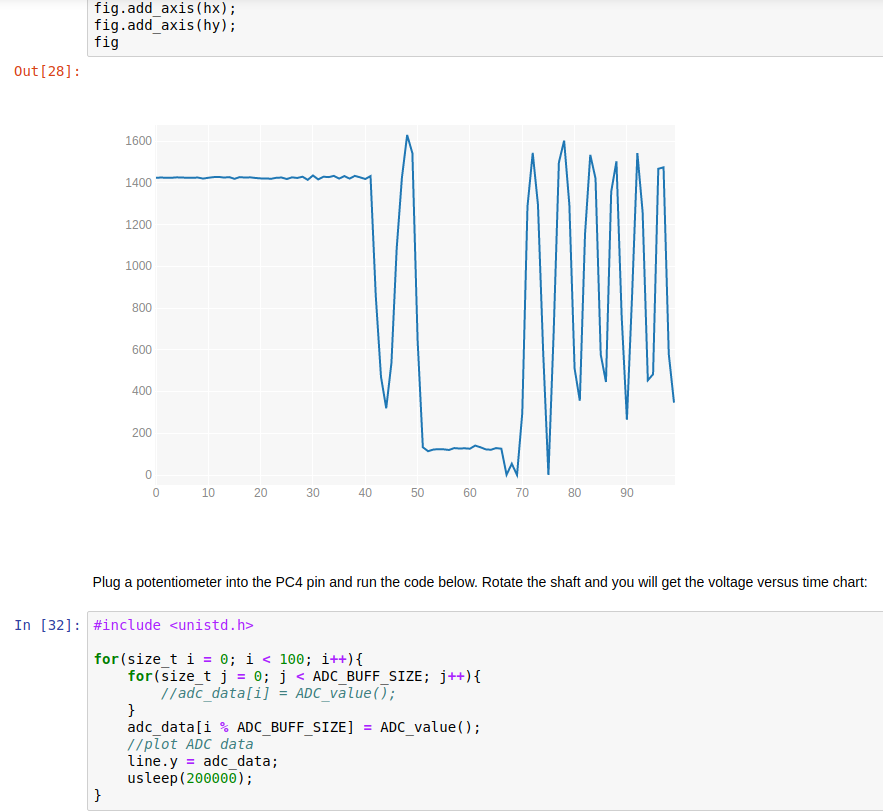 fig.add_axis(hx);
fig.add_axis(hy);
fig
Out[28]:
1600
1400
1200
1000
800
600
400
200
0
0 10 20 30 40 50 60 70 80 90
Plug a potentiometer into the PC4 pin and run the code below. Rotate the shaft and you will get the voltage versus time chart:
In [32]: #include <unistd.h>
for(size_t i = 0; i < 100; i++){
    for(size_t j = 0; j < ADC_BUFF_SIZE; j++){
        //adc_data[i] = ADC_value();
    }
    adc_data[i % ADC_BUFF_SIZE] = ADC_value();
    //plot ADC data
    line.y = adc_data;
    usleep(200000);
}